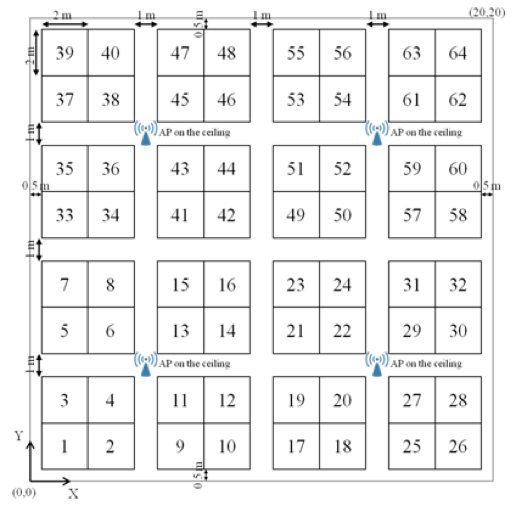 (20,20)
2 m 1 m 1 m 1 m
0.5 m
2 m
39 40 47 48 55 56 63 64
37 38 45 46 53 54 61 62
1 m
AP on the ceiling AP on the ceiling
35 36 43 44 51 52 59 60
0.5 m 0.5 m
33 34 41 42 49 50 57 58
1 m
7 8 15 16 23 24 31 32
5 6 13 14 21 22 29 30
1 m
AP on the ceiling AP on the ceiling
3 4 11 12 19 20 27 28
Y
1 2 9 10 17 18 25 26
0.5 m
(0,0) X